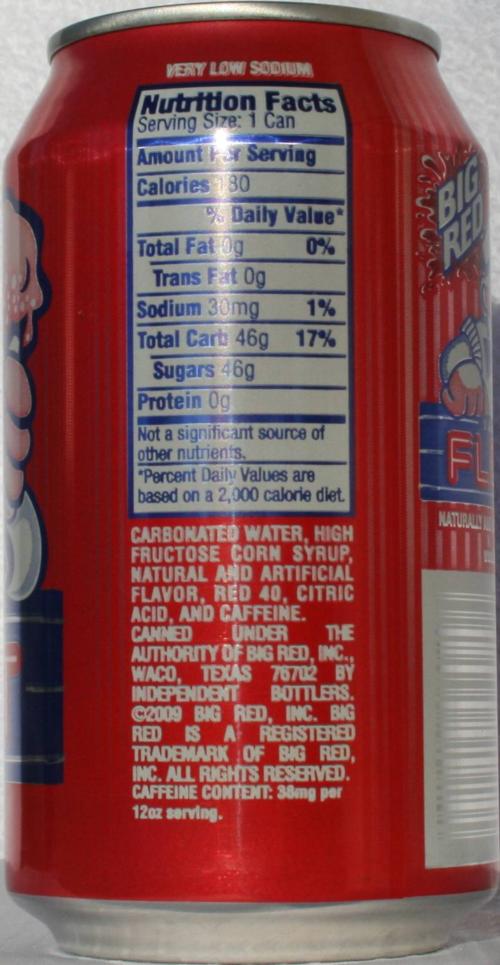 VERY LOW SODIUM
Nutrition Facts
Serving Size: 1 Can
Amount Per Serving
Calories 180
% Daily Value*
Total Fat 0g 0%
Trans Fat 0g
Sodium 30mg 1%
Total Carb 46g 17%
Sugars 46g
Protein 0g
Not a significant source of
other nutrients.
*Percent Daily Values are
based on a 2,000 calorie diet.
CARBONATED WATER, HIGH
FRUCTOSE CORN SYRUP,
NATURAL AND ARTIFICIAL
FLAVOR, RED 40, CITRIC
ACID, AND CAFFEINE.
CANNED UNDER THE
AUTHORITY OF BIG RED, INC.,
WACO, TEXAS 76702 BY
INDEPENDENT BOTTLERS.
©2009 BIG RED, INC. BIG
RED IS A REGISTERED
TRADEMARK OF BIG RED,
INC. ALL RIGHTS RESERVED.
CAFFEINE CONTENT: 38mg per
12oz serving.
BIG
RED
FL
NATURALLY